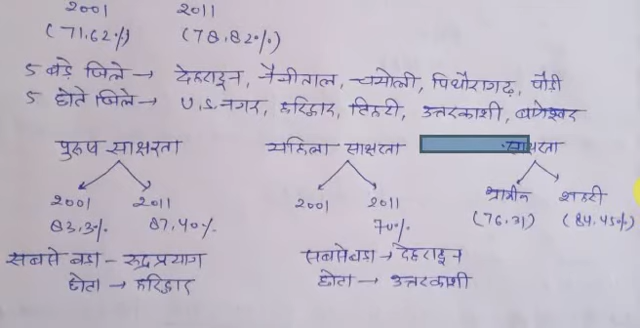 2001 2011
(71.62%) (78.82%)
5 बड़े जिले → देहरादून, नैनीताल, चमोली, पिथौरागढ़, पौड़ी
5 छोटे जिले → U.S. नगर, हरिद्वार, टिहरी, उत्तरकाशी, बागेश्वर
पुरुष साक्षरता महिला साक्षरता साक्षरता
2001 2011 2001 2011 ग्रामीन शहरी
83.3% 87.40% 70% (76.31) (84.45%)
सबसे बडा - रुद्रप्रयाग सबसे बडा → देहरादून
छोटा → हरिद्वार छोटा → उत्तरकाशी